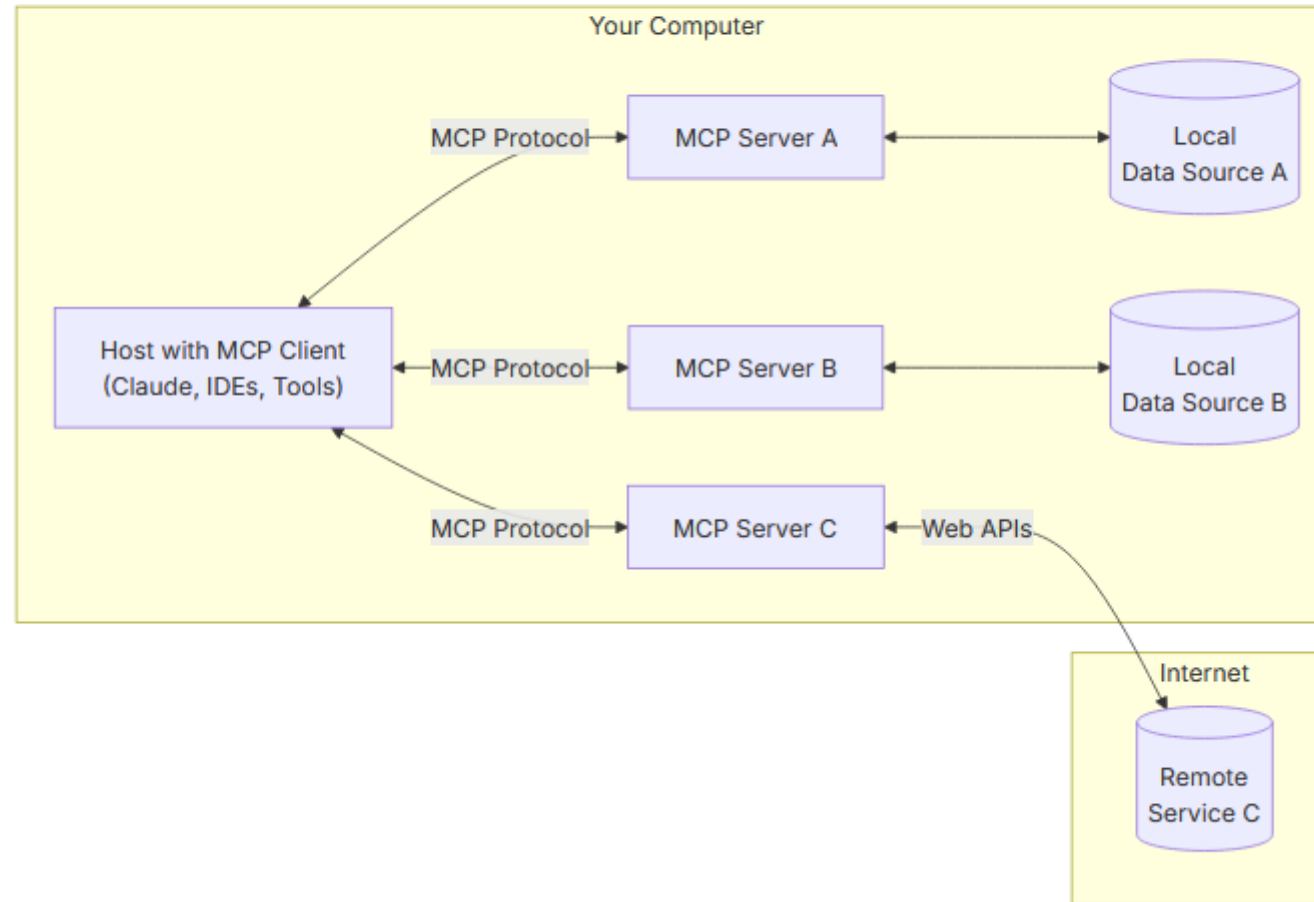 Your Computer
MCP Protocol
MCP Server A
Local
Data Source A
Host with MCP Client
(Claude, IDEs, Tools)
MCP Protocol
MCP Server B
Local
Data Source B
MCP Protocol
MCP Server C
Web APIs
Internet
Remote
Service C